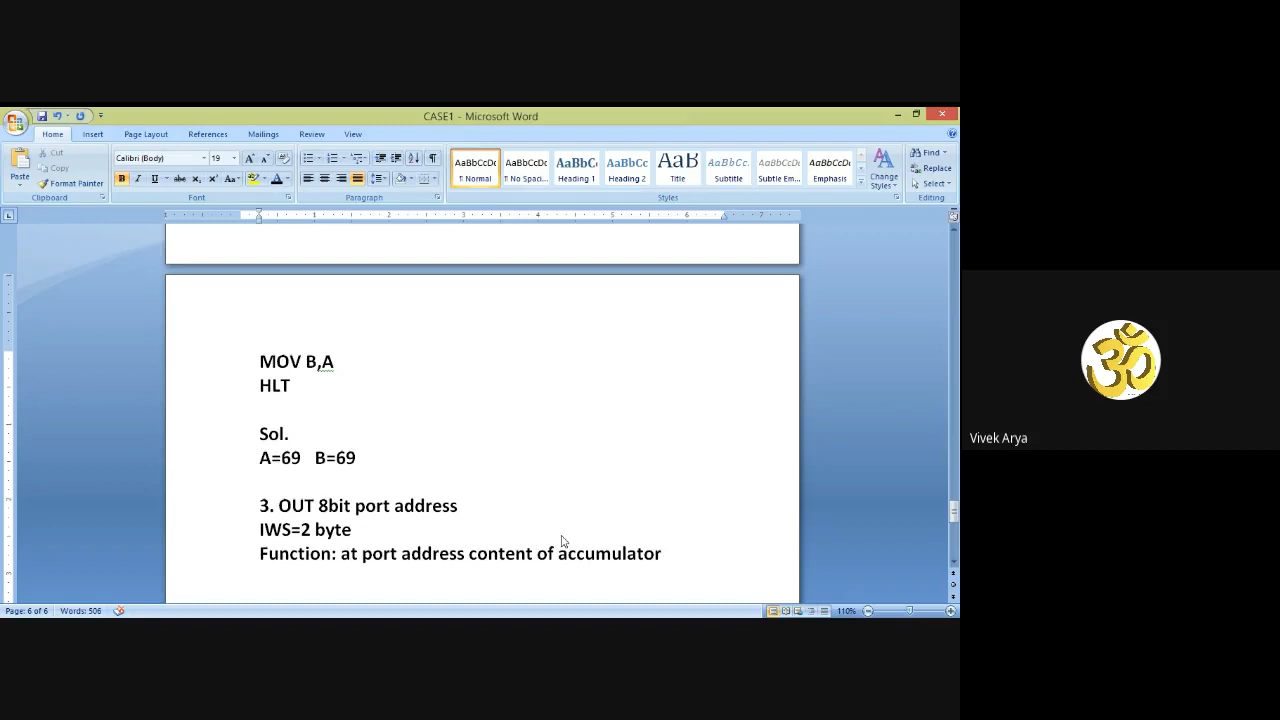 CASE1 - Microsoft Word
Home Insert Page Layout References Mailings Review View
Paste
Cut
Copy
Format Painter
Clipboard
Calibri (Body) 19
Font
Paragraph
AaBbCcDc AaBbCcDc AaBbCc AaBbCc AaB AaBbCc. AaBbCcDc AaBbCcDc
¶ Normal ¶ No Spaci... Heading 1 Heading 2 Title Subtitle Subtle Em... Emphasis
Change Styles
Styles
Find
Replace
Select
Editing
MOV B,A
HLT
Sol.
A=69 B=69
3. OUT 8bit port address
IWS=2 byte
Function: at port address content of accumulator
Page: 6 of 6 Words: 506
110%
Vivek Arya